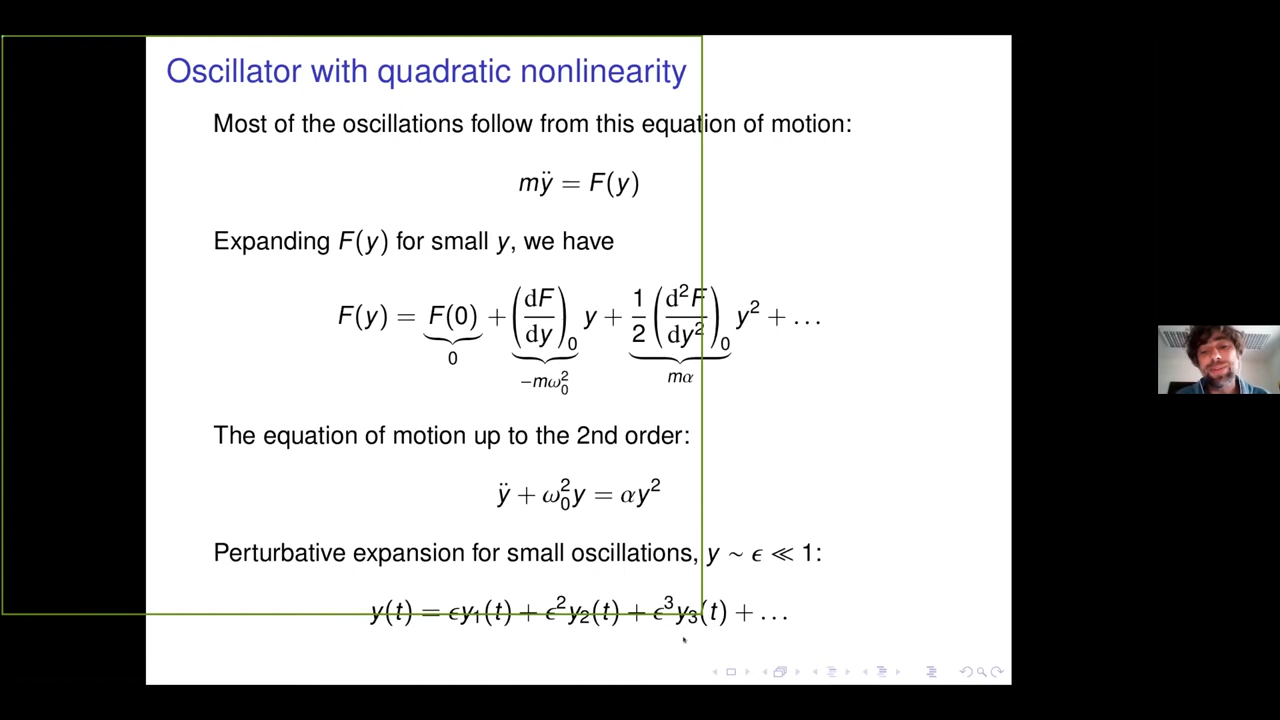 Oscillator with quadratic nonlinearity
Most of the oscillations follow from this equation of motion:
mÿ = F(y)
Expanding F(y) for small y, we have
F(y) = F(0) + (dF/dy)₀ y + 1/2 (d²F/dy²)₀ y² + …
0
−mω₀²
mα
The equation of motion up to the 2nd order:
ÿ + ω₀²y = αy²
Perturbative expansion for small oscillations, y ∼ ϵ ≪ 1:
y(t) = ϵy₁(t) + ϵ²y₂(t) + ϵ³y₃(t) + …